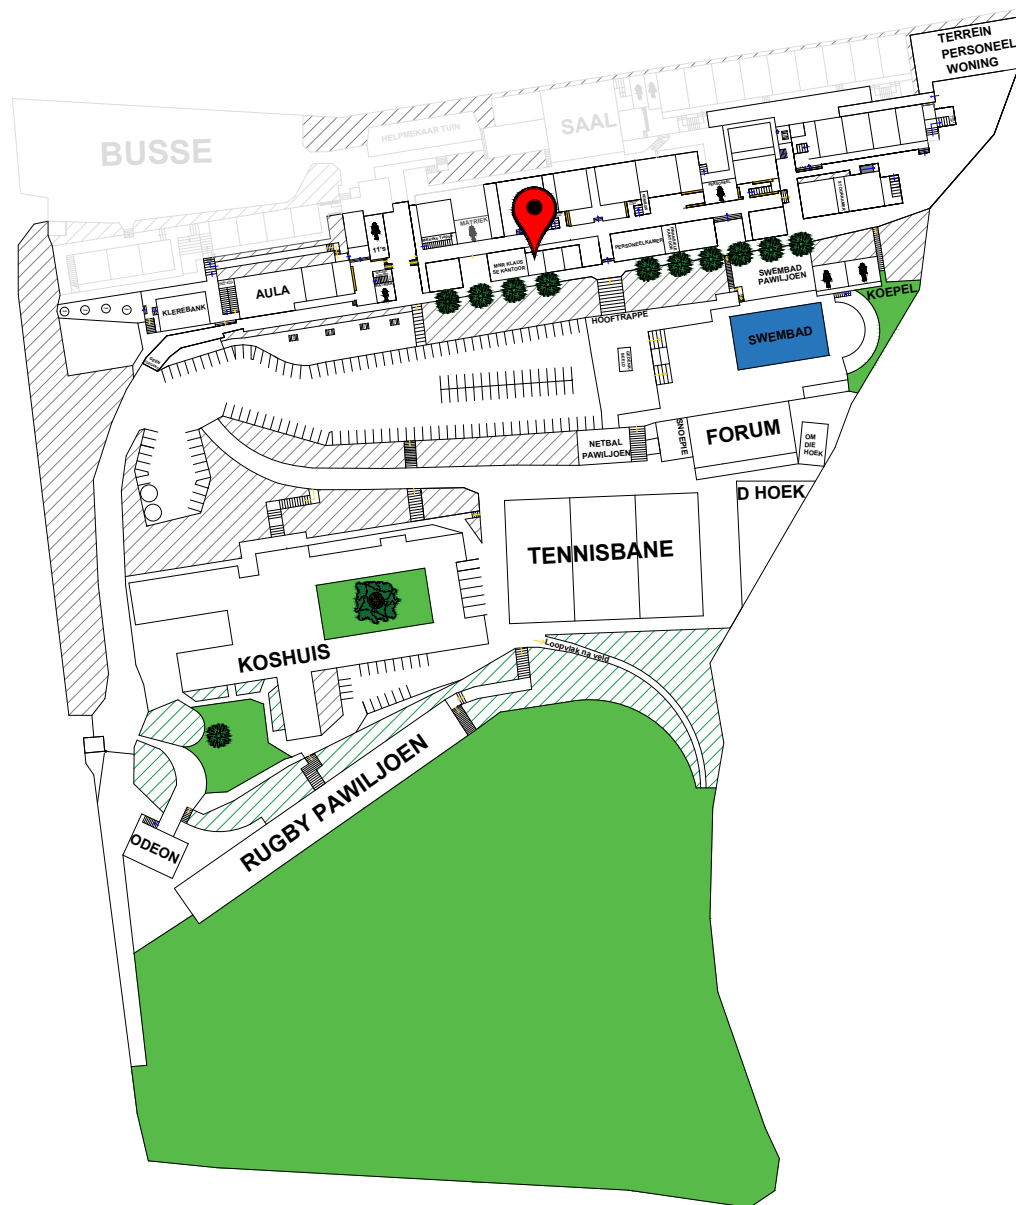 TERREIN
PERSONEEL
WONING
BUSSE
HELPMEKAAR TUIN
SAAL
MATRIEK
11's
MNR KLAUS
SE KANTOOR
PERSONEELKAMER
AULA
KLEREBANK
SWEMBAD
PAWILJOEN
KOEPEL
HOOFTRAPPE
SWEMBAD
NETBAL
PAWILJOEN
SNOEPIE
FORUM
OM
DIE
HOEK
D HOEK
TENNISBANE
KOSHUIS
Loopvlak na veld
RUGBY PAWILJOEN
ODEON